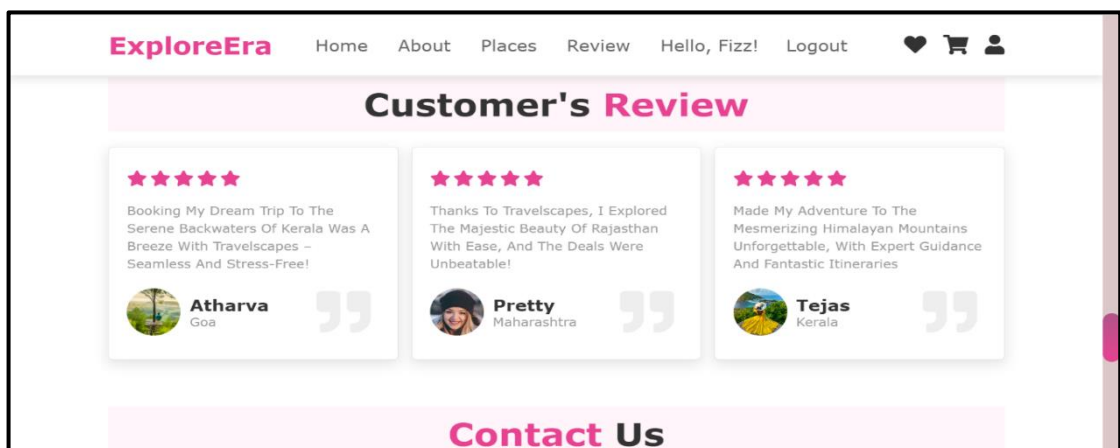 ExploreEra Home About Places Review Hello, Fizz! Logout
Customer's Review
Booking My Dream Trip To The
Serene Backwaters Of Kerala Was A
Breeze With Travelscapes –
Seamless And Stress-Free!
Atharva
Goa
Thanks To Travelscapes, I Explored
The Majestic Beauty Of Rajasthan
With Ease, And The Deals Were
Unbeatable!
Pretty
Maharashtra
Made My Adventure To The
Mesmerizing Himalayan Mountains
Unforgettable, With Expert Guidance
And Fantastic Itineraries
Tejas
Kerala
Contact Us